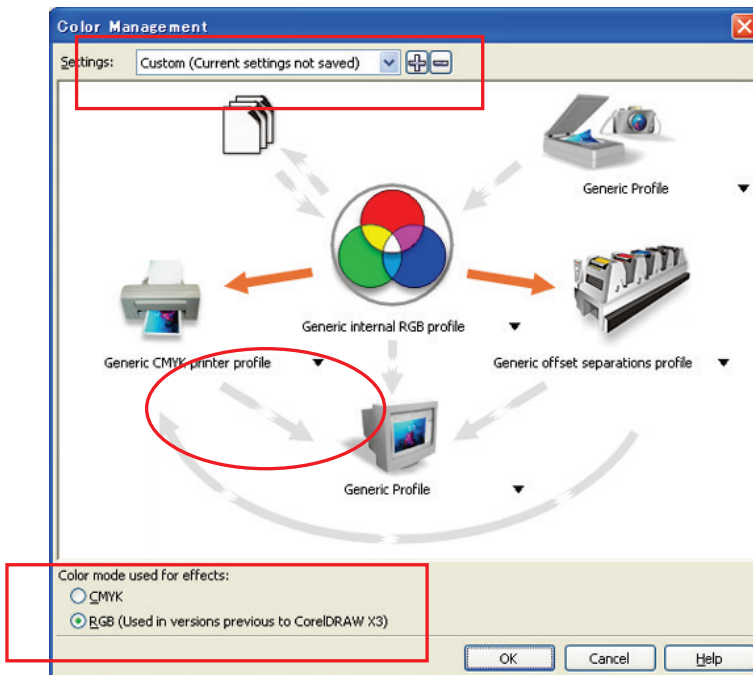 Color Management
Settings: Custom (Current settings not saved)
Generic Profile
Generic internal RGB profile
Generic CMYK printer profile
Generic offset separations profile
Generic Profile
Color mode used for effects:
CMYK
RGB (Used in versions previous to CorelDRAW X3)
OK Cancel Help